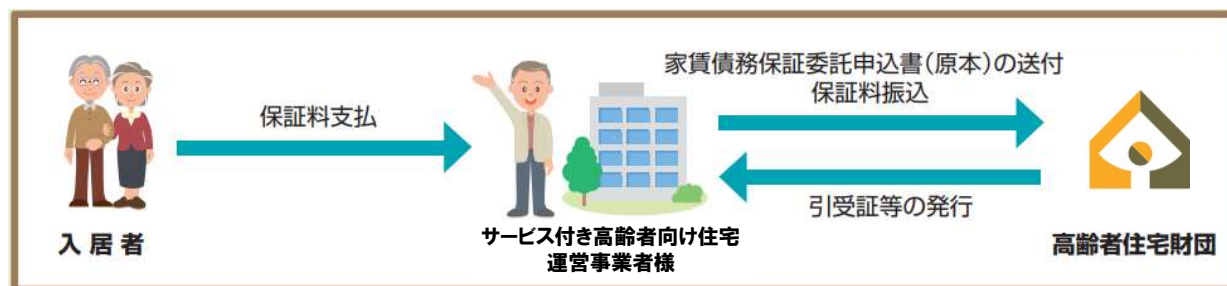 保証料支払
入居者
サービス付き高齢者向け住宅
運営事業者様
家賃債務保証委託申込書(原本)の送付
保証料振込
引受証等の発行
高齢者住宅財団